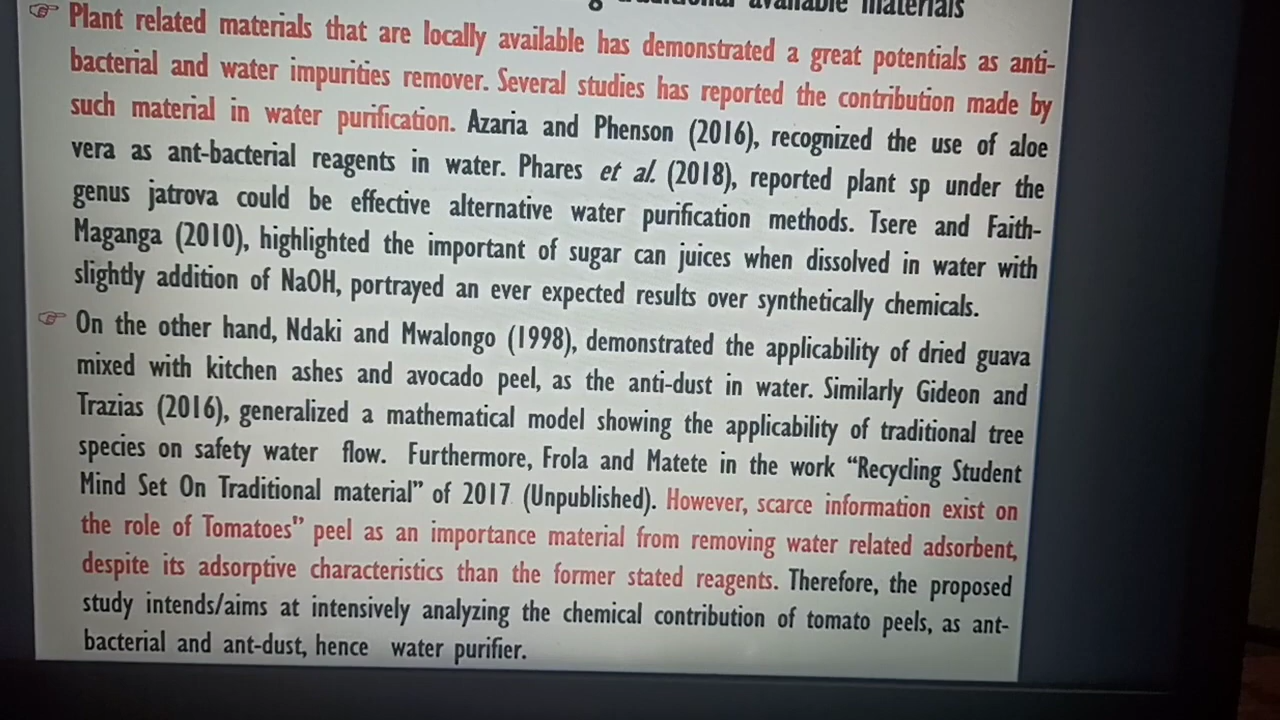 available materials
Plant related materials that are locally available has demonstrated a great potentials as anti-
bacterial and water impurities remover. Several studies has reported the contribution made by
such material in water purification. Azaria and Phenson (2016), recognized the use of aloe
vera as ant-bacterial reagents in water. Phares et al. (2018), reported plant sp under the
genus jatrova could be effective alternative water purification methods. Tsere and Faith-
Maganga (2010), highlighted the important of sugar can juices when dissolved in water with
slightly addition of NaOH, portrayed an ever expected results over synthetically chemicals.
On the other hand, Ndaki and Mwalongo (1998), demonstrated the applicability of dried guava
mixed with kitchen ashes and avocado peel, as the anti-dust in water. Similarly Gideon and
Trazias (2016), generalized a mathematical model showing the applicability of traditional tree
species on safety water flow. Furthermore, Frola and Matete in the work “Recycling Student
Mind Set On Traditional material” of 2017 (Unpublished). However, scarce information exist on
the role of Tomatoes" peel as an importance material from removing water related adsorbent,
despite its adsorptive characteristics than the former stated reagents. Therefore, the proposed
study intends/aims at intensively analyzing the chemical contribution of tomato peels, as ant-
bacterial and ant-dust, hence water purifier.